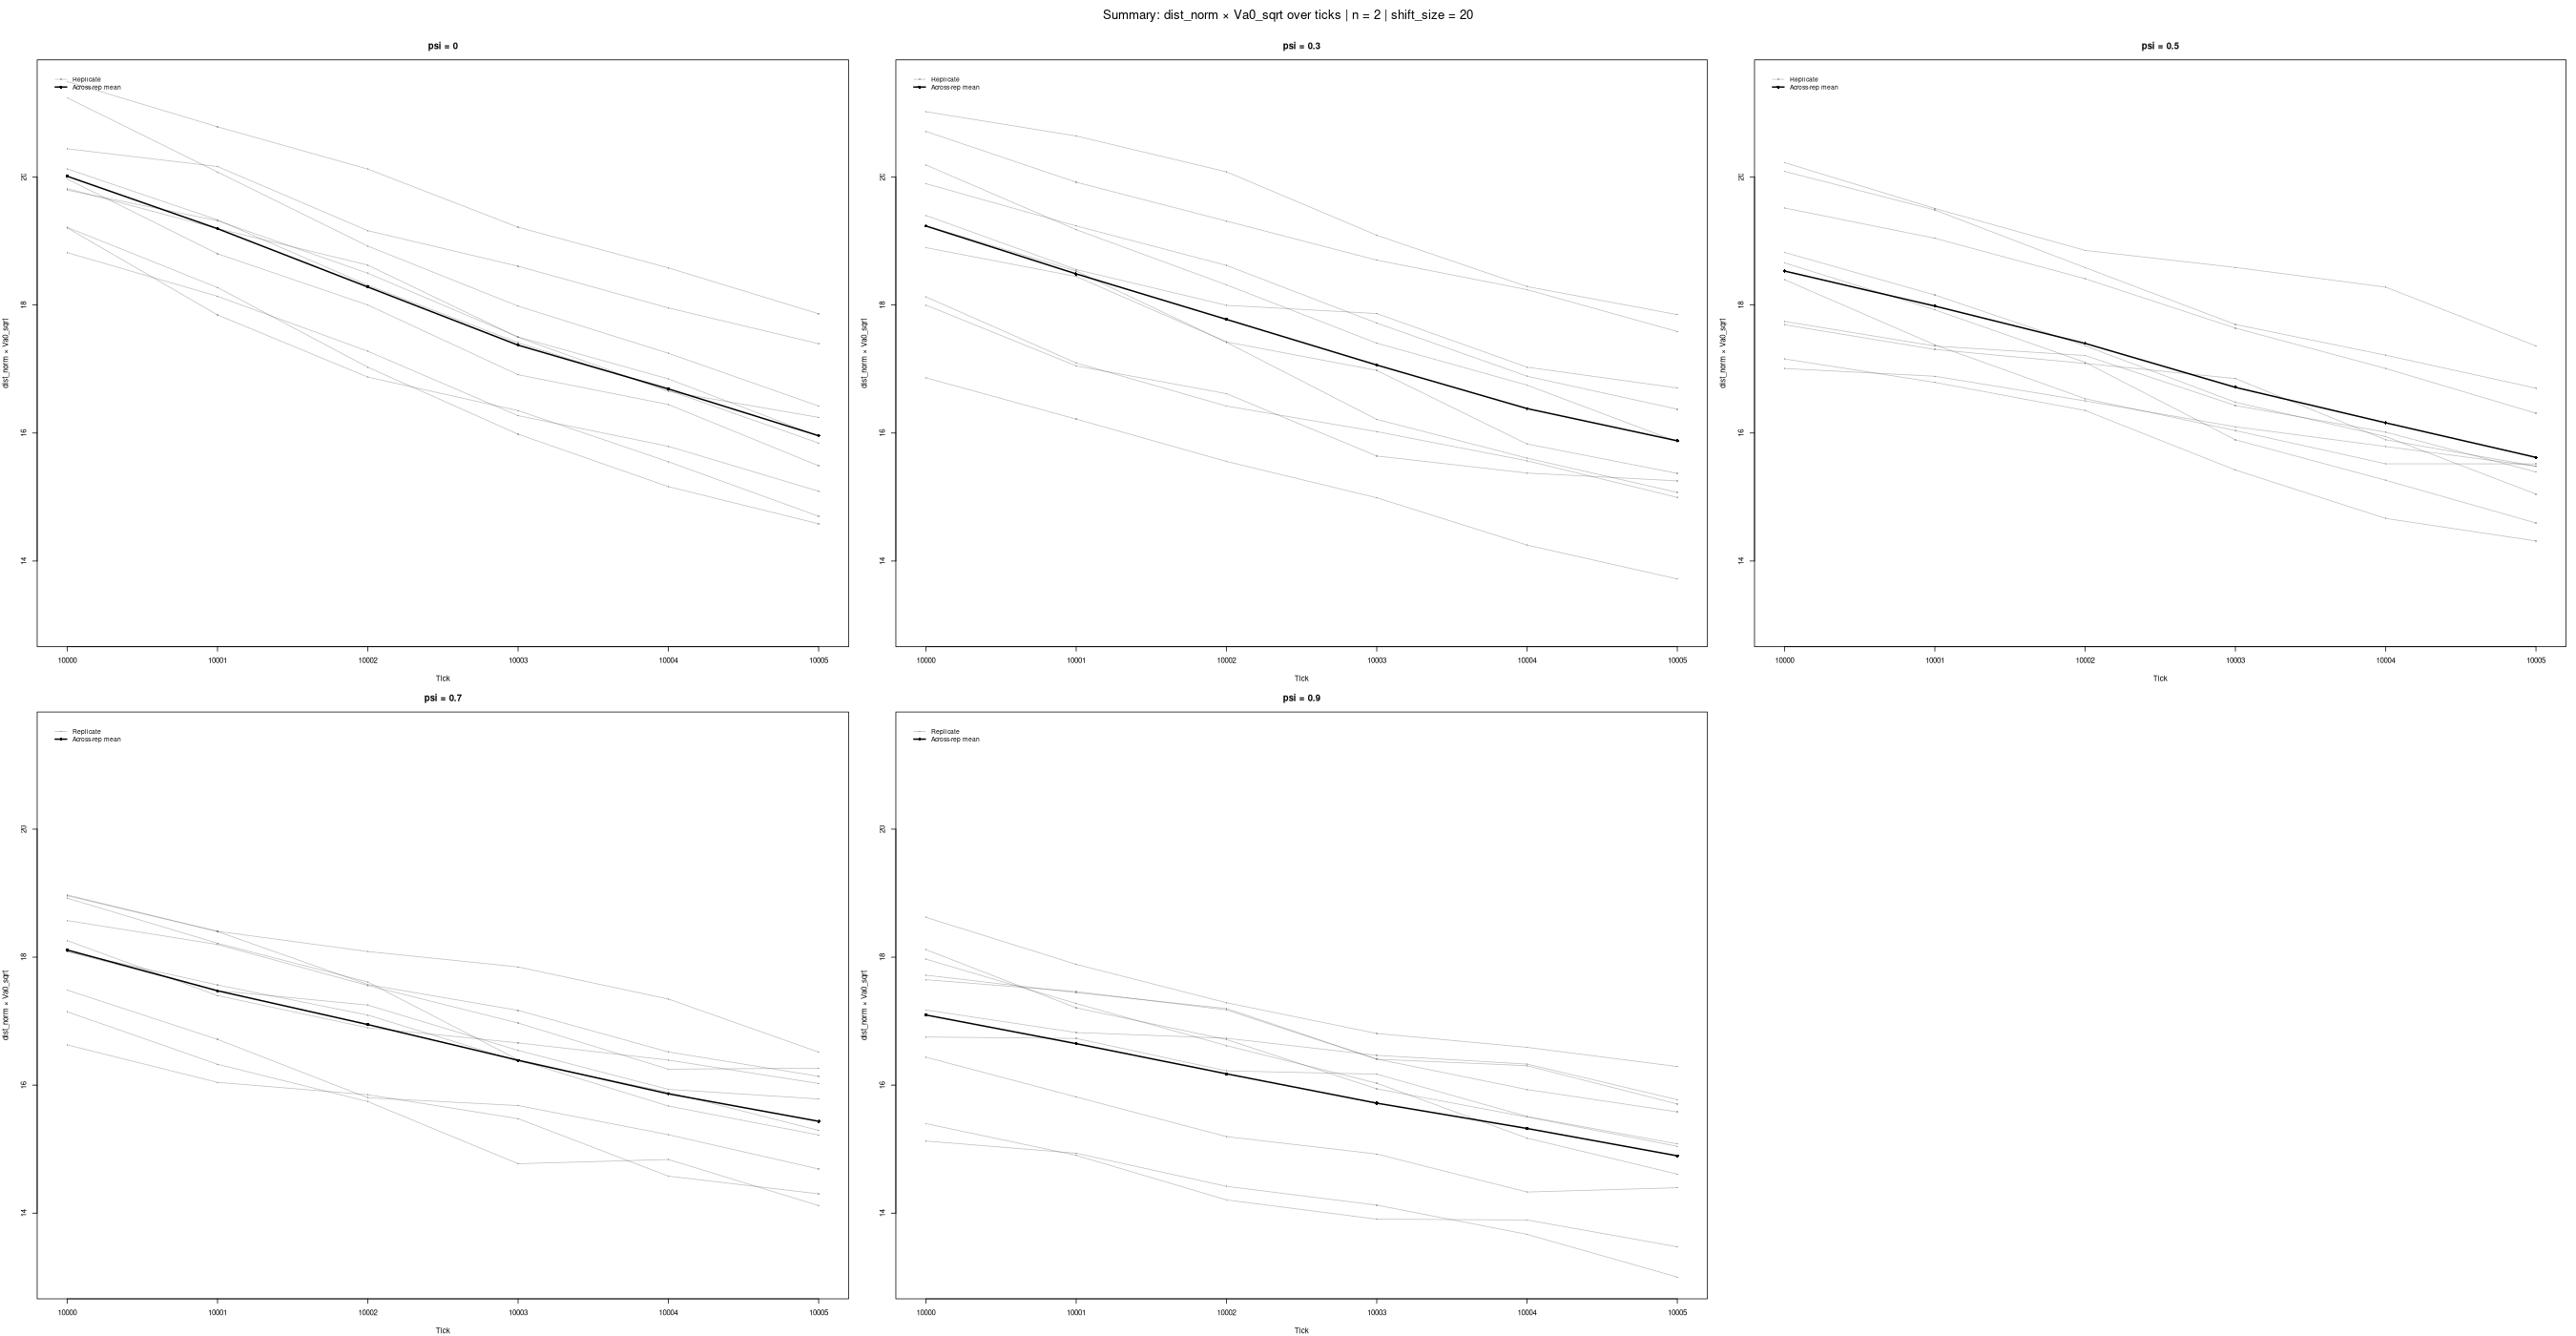 Summary: dist_norm × Va0_sqrt over ticks | n = 2 | shift_size = 20
psi = 0
Replicate
Across-rep mean
dist_norm × Va0_sqrt
20
18
16
14
10000 10001 10002 10003 10004 10005
Tick
psi = 0.3
Replicate
Across-rep mean
dist_norm × Va0_sqrt
20
18
16
14
10000 10001 10002 10003 10004 10005
Tick
psi = 0.5
Replicate
Across-rep mean
dist_norm × Va0_sqrt
20
18
16
14
10000 10001 10002 10003 10004 10005
Tick
psi = 0.7
Replicate
Across-rep mean
dist_norm × Va0_sqrt
20
18
16
14
10000 10001 10002 10003 10004 10005
Tick
psi = 0.9
Replicate
Across-rep mean
dist_norm × Va0_sqrt
20
18
16
14
10000 10001 10002 10003 10004 10005
Tick